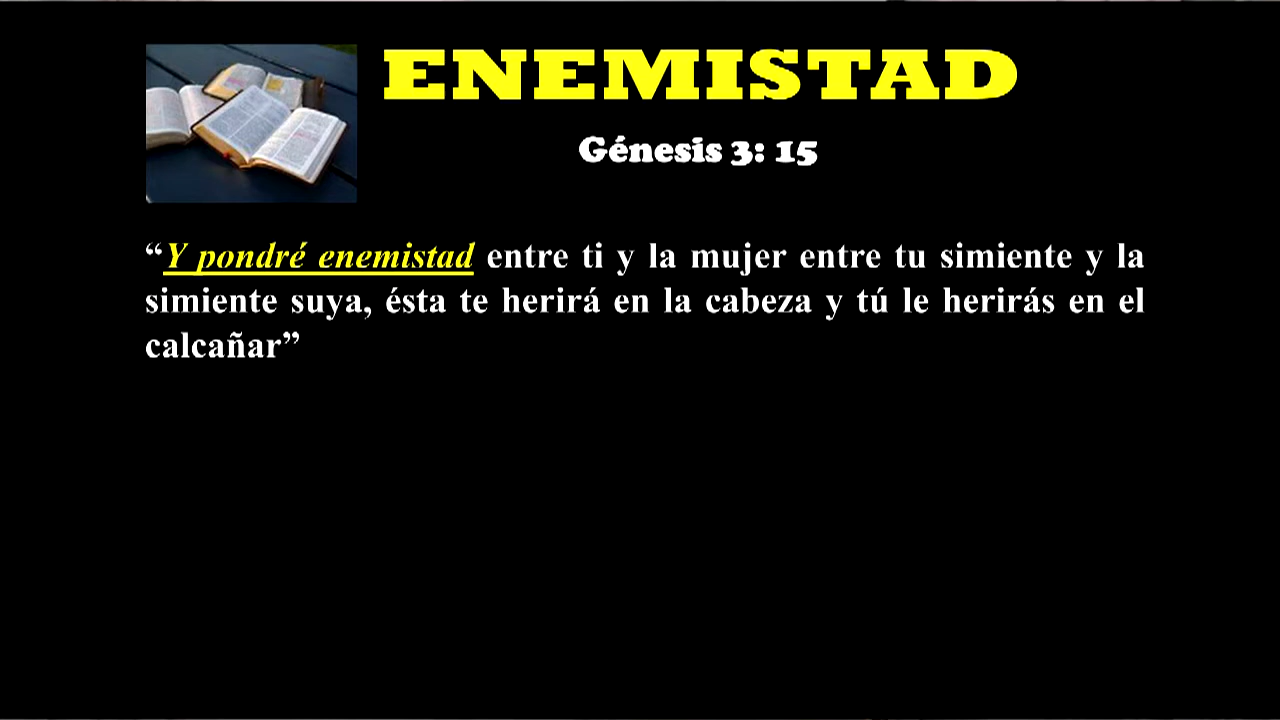 ENEMISTAD
Génesis 3: 15
“Y pondré enemistad entre ti y la mujer entre tu simiente y la
simiente suya, ésta te herirá en la cabeza y tú le herirás en el
calcañar”